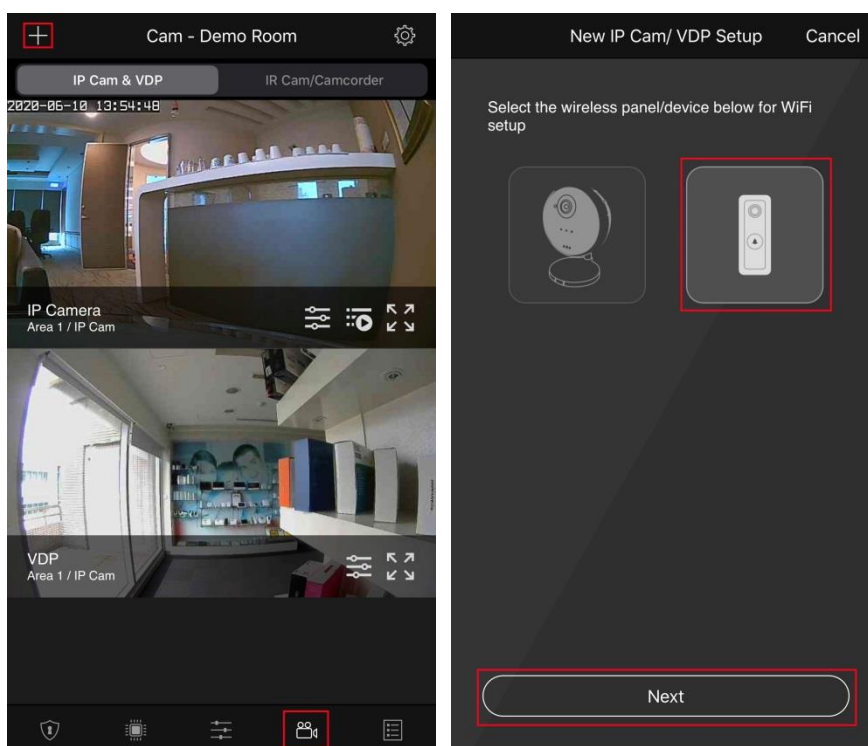 Cam - Demo Room
IP Cam & VDP
IR Cam/Camcorder
2020-06-10 13:54:48
IP Camera
Area 1 / IP Cam
VDP
Area 1 / IP Cam
New IP Cam/ VDP Setup
Cancel
Select the wireless panel/device below for WiFi
setup
Next